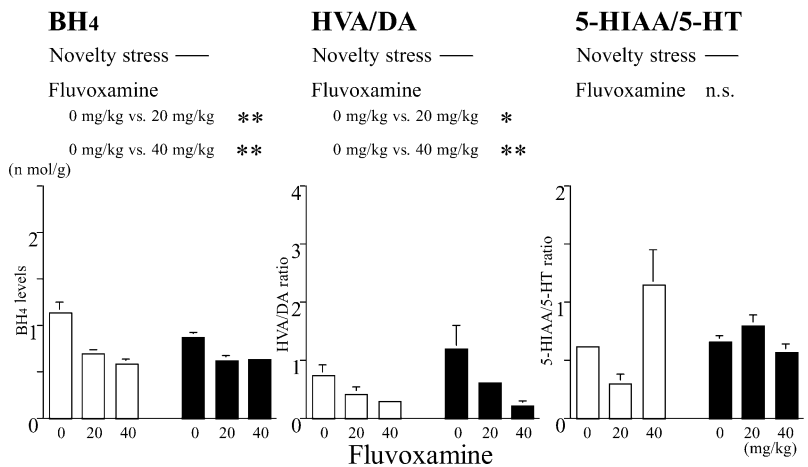 BH4
Novelty stress —
Fluvoxamine
0 mg/kg vs. 20 mg/kg **
0 mg/kg vs. 40 mg/kg **
(n mol/g)
BH4 levels
2
1
0
0 20 40 0 20 40
HVA/DA
Novelty stress —
Fluvoxamine
0 mg/kg vs. 20 mg/kg *
0 mg/kg vs. 40 mg/kg **
HVA/DA ratio
4
3
2
1
0
0 20 40 0 20 40
5-HIAA/5-HT
Novelty stress —
Fluvoxamine n.s.
5-HIAA/5-HT ratio
2
1
0
0 20 40 0 20 40
(mg/kg)
Fluvoxamine